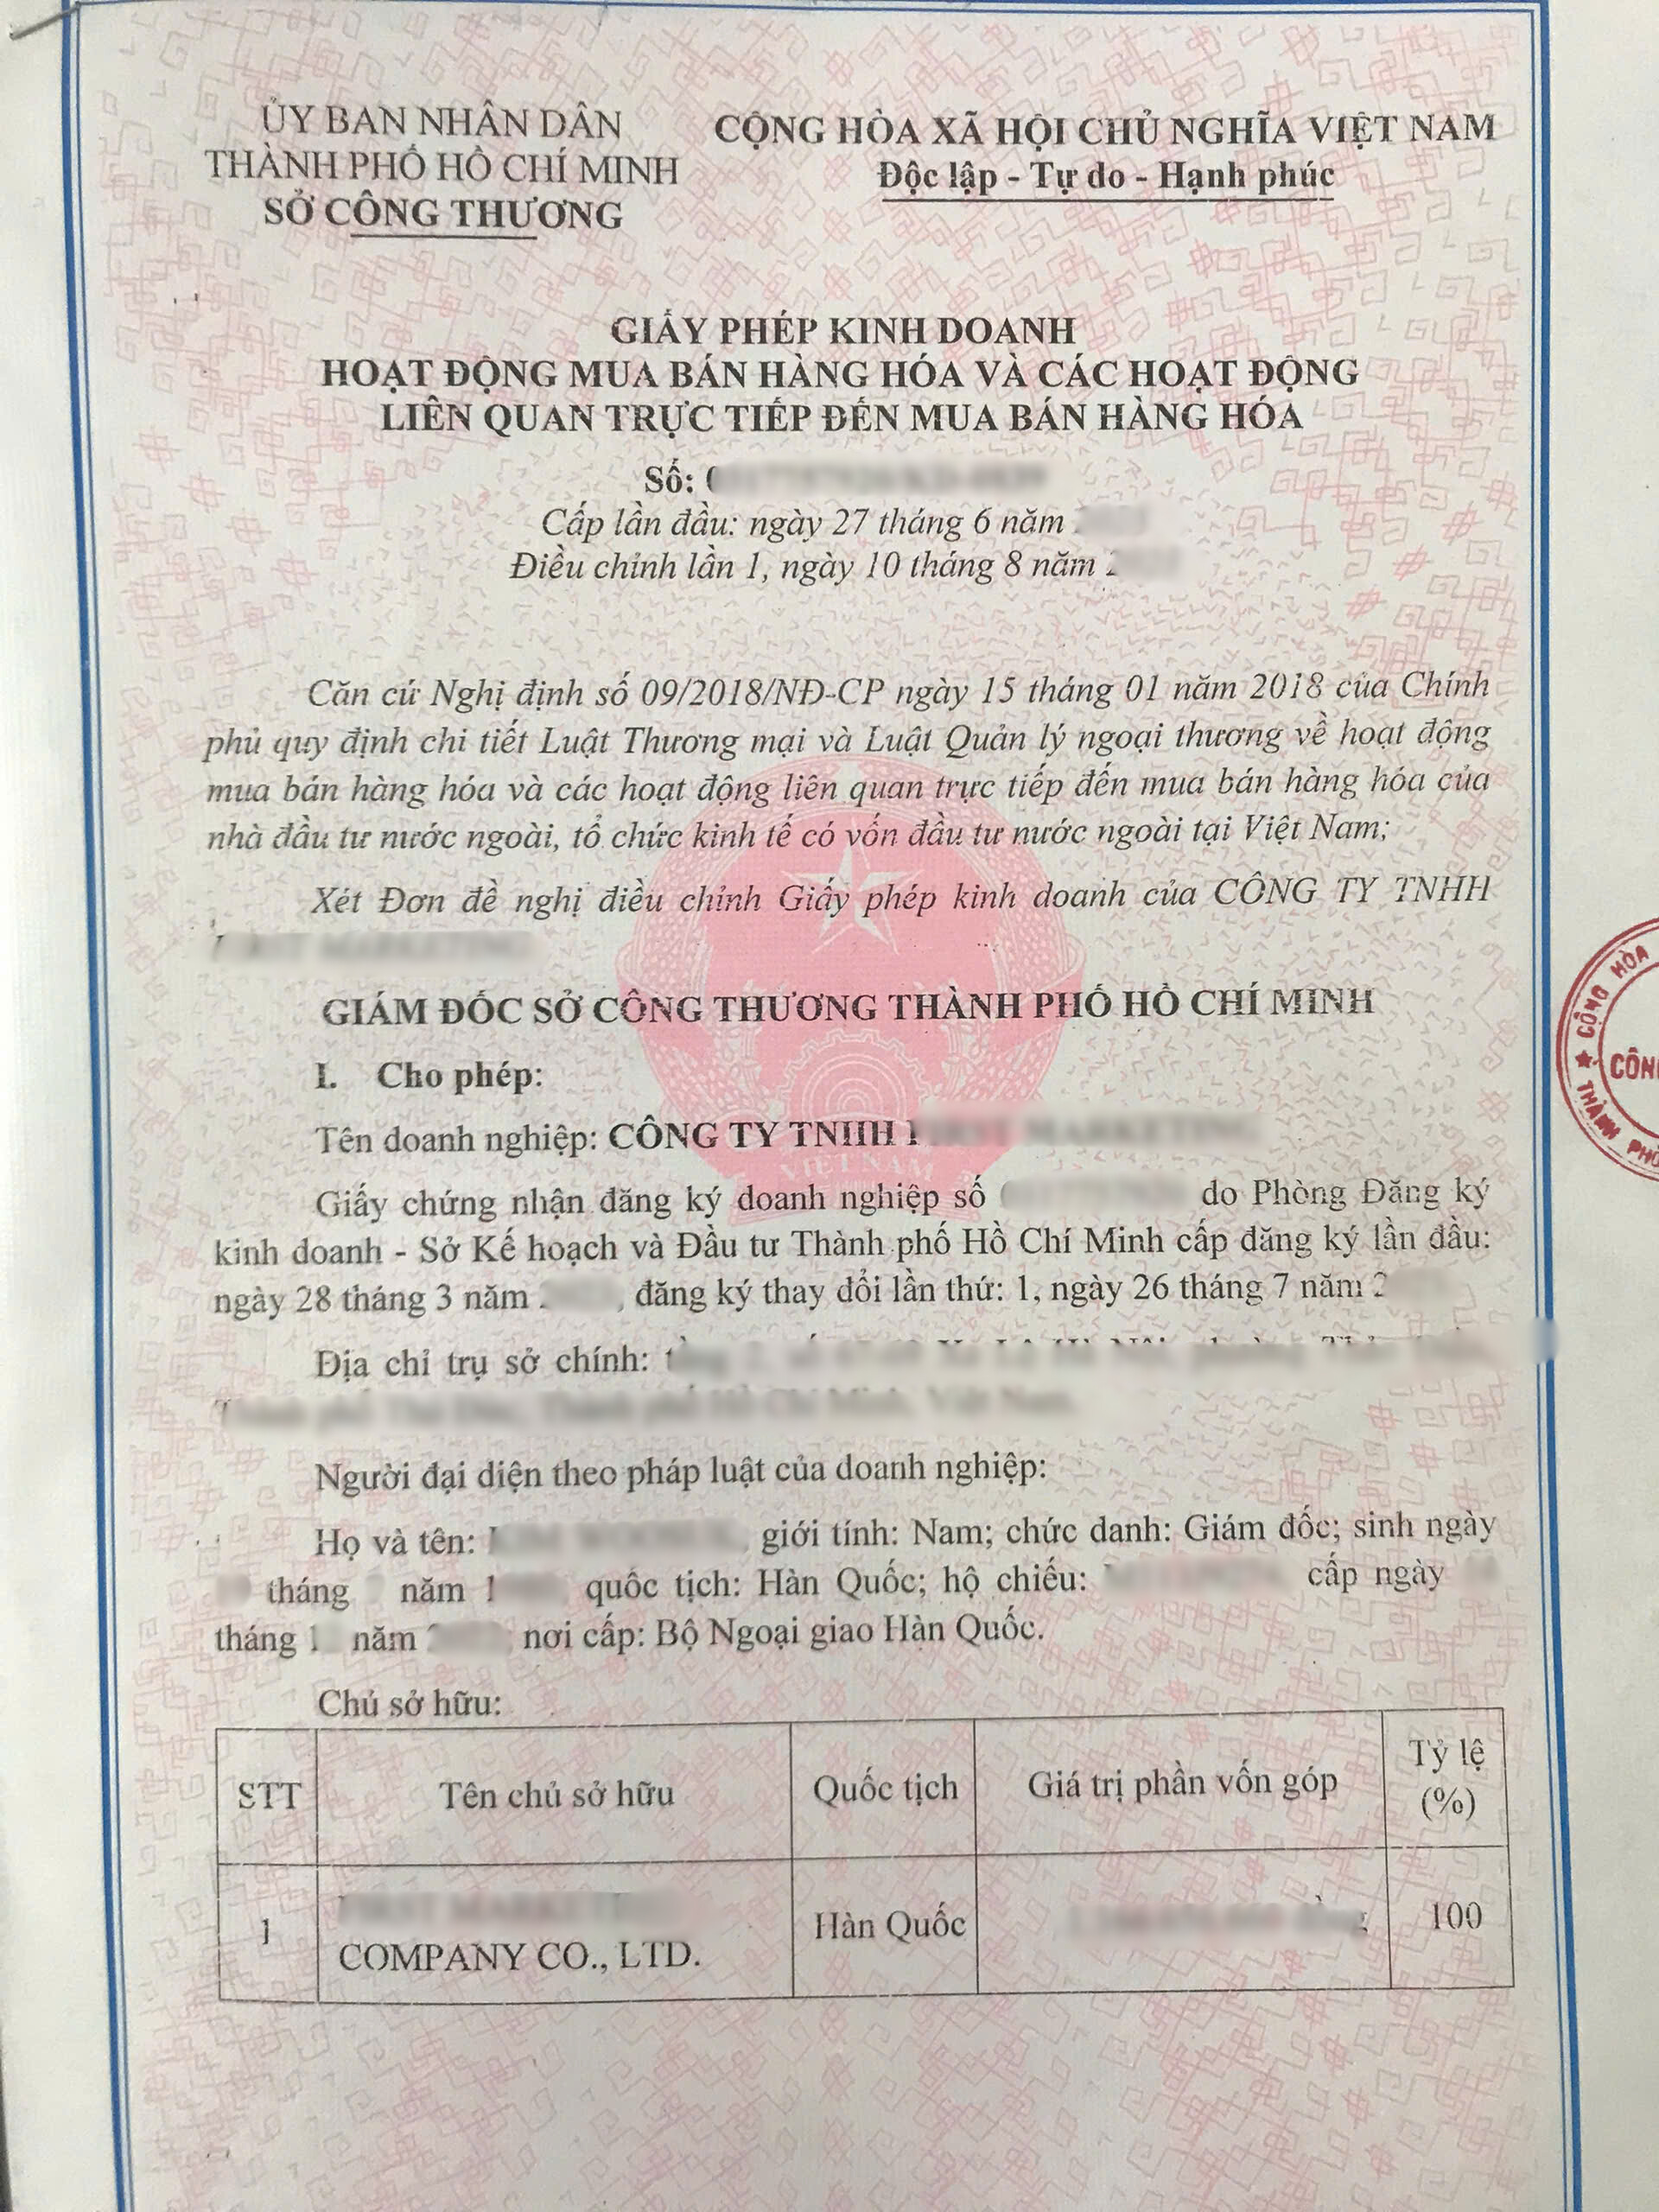 ỦY BAN NHÂN DÂN
THÀNH PHỐ HỒ CHÍ MINH
SỞ CÔNG THƯƠNG
CỘNG HÒA XÃ HỘI CHỦ NGHĨA VIỆT NAM
Độc lập - Tự do - Hạnh phúc
GIẤY PHÉP KINH DOANH
HOẠT ĐỘNG MUA BÁN HÀNG HÓA VÀ CÁC HOẠT ĐỘNG
LIÊN QUAN TRỰC TIẾP ĐẾN MUA BÁN HÀNG HÓA
Số:
Cấp lần đầu: ngày 27 tháng 6 năm
Điều chỉnh lần 1, ngày 10 tháng 8 năm
Căn cứ Nghị định số 09/2018/NĐ-CP ngày 15 tháng 01 năm 2018 của Chính
phủ quy định chi tiết Luật Thương mại và Luật Quản lý ngoại thương về hoạt động
mua bán hàng hóa và các hoạt động liên quan trực tiếp đến mua bán hàng hóa của
nhà đầu tư nước ngoài, tổ chức kinh tế có vốn đầu tư nước ngoài tại Việt Nam;
Xét Đơn đề nghị điều chỉnh Giấy phép kinh doanh của CÔNG TY TNHH
GIÁM ĐỐC SỞ CÔNG THƯƠNG THÀNH PHỐ HỒ CHÍ MINH
I. Cho phép:
Tên doanh nghiệp: CÔNG TY TNHH
VIỆT NAM
Giấy chứng nhận đăng ký doanh nghiệp số do Phòng Đăng ký
kinh doanh - Sở Kế hoạch và Đầu tư Thành phố Hồ Chí Minh cấp đăng ký lần đầu:
ngày 28 tháng 3 năm , đăng ký thay đổi lần thứ: 1, ngày 26 tháng 7 năm
Địa chỉ trụ sở chính:
Người đại diện theo pháp luật của doanh nghiệp:
Họ và tên: giới tính: Nam; chức danh: Giám đốc; sinh ngày
tháng năm quốc tịch: Hàn Quốc; hộ chiếu: cấp ngày
tháng năm nơi cấp: Bộ Ngoại giao Hàn Quốc.
Chủ sở hữu:
STT Tên chủ sở hữu Quốc tịch Giá trị phần vốn góp Tỷ lệ (%)
1 COMPANY CO., LTD. Hàn Quốc 100
CỘNG HÒA
CÔN
★ THÀNH PHỐ